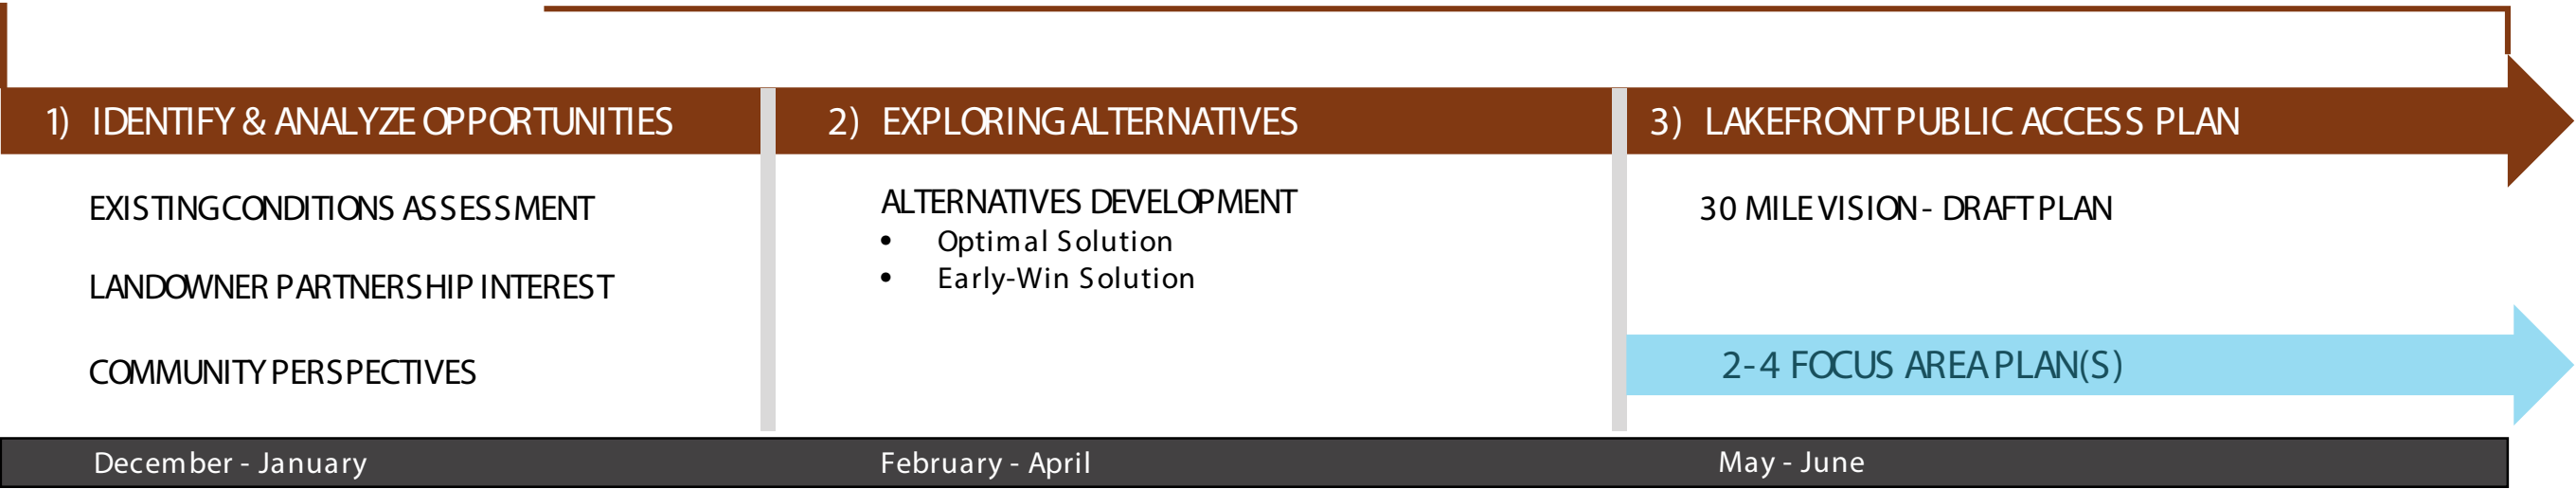 1) IDENTIFY & ANALYZE OPPORTUNITIES
EXISTING CONDITIONS ASSESSMENT
LANDOWNER PARTNERSHIP INTEREST
COMMUNITY PERSPECTIVES
December - January
2) EXPLORING ALTERNATIVES
ALTERNATIVES DEVELOPMENT
• Optimal Solution
• Early-Win Solution
February - April
3) LAKEFRONT PUBLIC ACCESS PLAN
30 MILE VISION - DRAFT PLAN
2-4 FOCUS AREA PLAN(S)
May - June